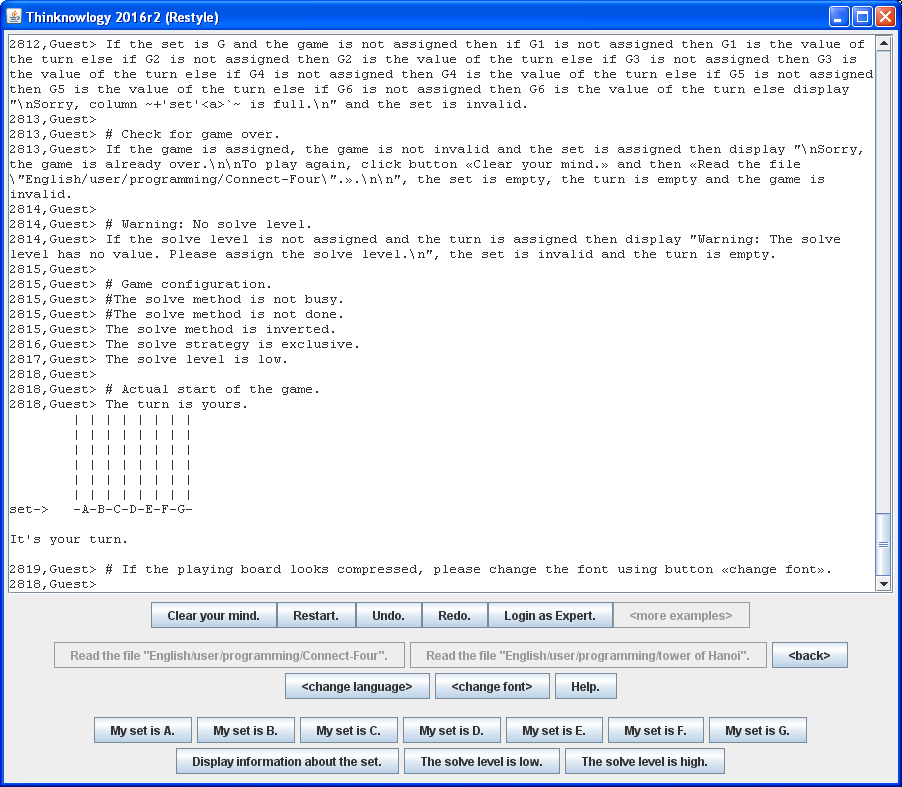 Thinknowlogy 2016r2 (Restyle)
2812,Guest> If the set is G and the game is not assigned then if G1 is not assigned then G1 is the value of
the turn else if G2 is not assigned then G2 is the value of the turn else if G3 is not assigned then G3 is
the value of the turn else if G4 is not assigned then G4 is the value of the turn else if G5 is not assigned
then G5 is the value of the turn else if G6 is not assigned then G6 is the value of the turn else display
"\nSorry, column ~+'set'<a>`~ is full.\n" and the set is invalid.
2813,Guest>
2813,Guest> # Check for game over.
2813,Guest> If the game is assigned, the game is not invalid and the set is assigned then display "\nSorry,
the game is already over.\n\nTo play again, click button «Clear your mind.» and then «Read the file
\"English/user/programming/Connect-Four\".».\n\n", the set is empty, the turn is empty and the game is
invalid.
2814,Guest>
2814,Guest> # Warning: No solve level.
2814,Guest> If the solve level is not assigned and the turn is assigned then display "Warning: The solve
level has no value. Please assign the solve level.\n", the set is invalid and the turn is empty.
2815,Guest>
2815,Guest> # Game configuration.
2815,Guest> #The solve method is not busy.
2815,Guest> #The solve method is not done.
2815,Guest> The solve method is inverted.
2816,Guest> The solve strategy is exclusive.
2817,Guest> The solve level is low.
2818,Guest>
2818,Guest> # Actual start of the game.
2818,Guest> The turn is yours.
| | | | | | | |
| | | | | | | |
| | | | | | | |
| | | | | | | |
| | | | | | | |
| | | | | | | |
set-> -A-B-C-D-E-F-G-
It's your turn.
2819,Guest> # If the playing board looks compressed, please change the font using button «change font».
2818,Guest>
Clear your mind. Restart. Undo. Redo. Login as Expert. <more examples>
Read the file "English/user/programming/Connect-Four". Read the file "English/user/programming/tower of Hanoi". <back>
<change language> <change font> Help.
My set is A. My set is B. My set is C. My set is D. My set is E. My set is F. My set is G.
Display information about the set. The solve level is low. The solve level is high.